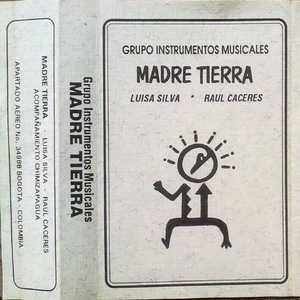 GRUPO INSTRUMENTOS MUSICALES
MADRE TIERRA
LUISA SILVA * RAUL CACERES
Grupo Instrumentos Musicales
MADRE TIERRA
MADRE TIERRA - LUISA SILVA - RAUL CACERES
ACOMPAÑAMIENTO CHIMIZAPAGUA
APARTADO AEREO No. 34988 BOGOTA - COLOMBIA